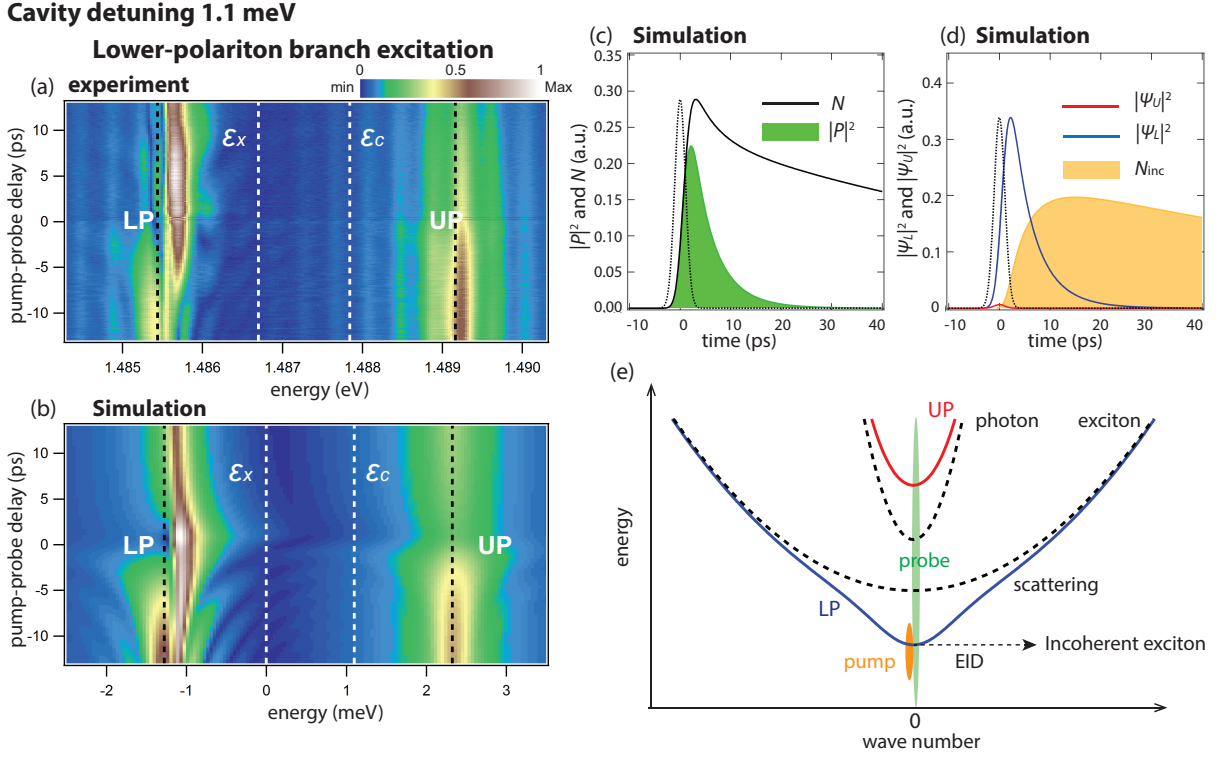 Cavity detuning 1.1 meV
Lower-polariton branch excitation
(a) experiment
0 0.5 1
min Max
pump-probe delay (ps)
10
5
0
-5
-10
LP
εx
εc
UP
1.485 1.486 1.487 1.488 1.489 1.490
energy (eV)
(b) Simulation
pump-probe delay (ps)
10
5
0
-5
-10
LP
εx
εc
UP
-2 -1 0 1 2 3
energy (meV)
(c) Simulation
|P|² and N (a.u.)
0.35
0.30
0.25
0.20
0.15
0.10
0.05
0.00
N
|P|²
-10 0 10 20 30 40
time (ps)
(d) Simulation
|ΨL|² and |ΨU|² (a.u.)
0.4
0.3
0.2
0.1
0
|ΨU|²
|ΨL|²
Ninc
-10 0 10 20 30 40
time (ps)
(e)
energy
UP
photon
exciton
probe
scattering
LP
Incoherent exciton
pump
EID
0
wave number